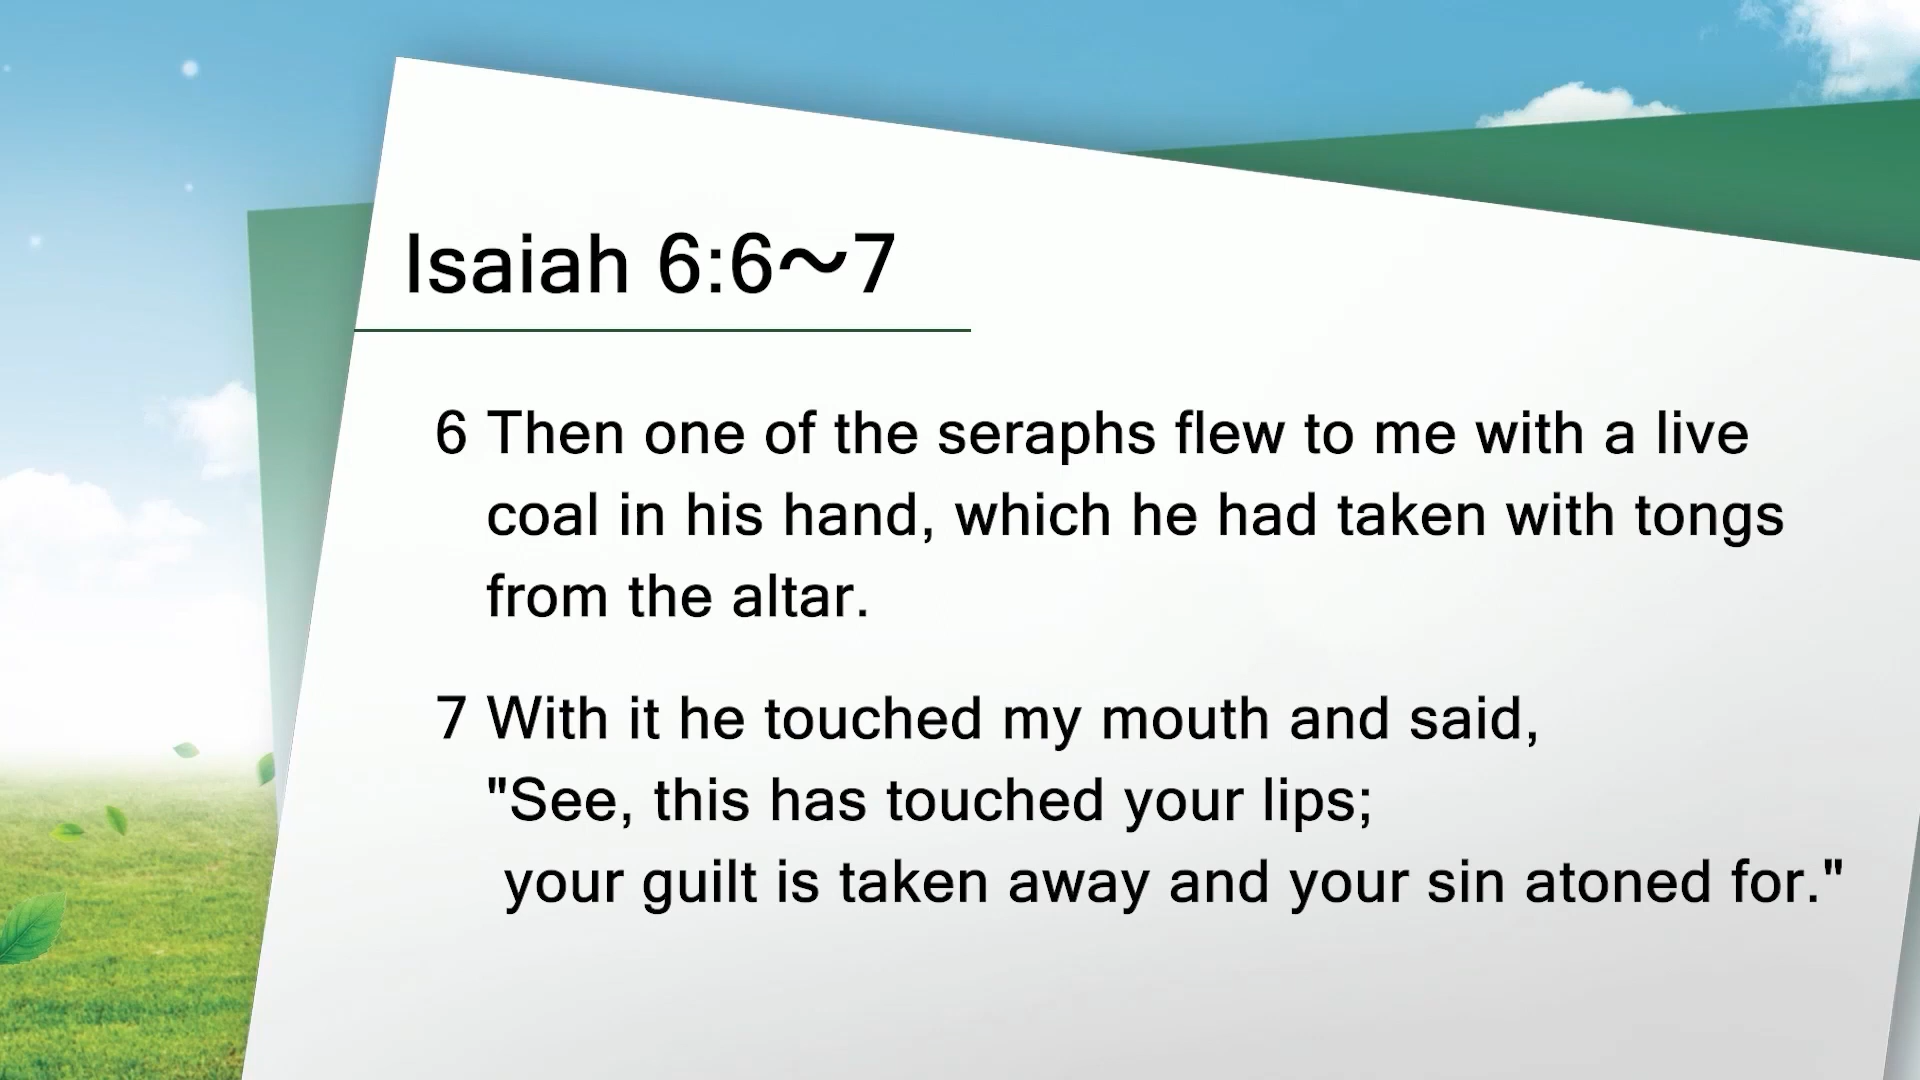 Isaiah 6:6~7
6 Then one of the seraphs flew to me with a live
coal in his hand, which he had taken with tongs
from the altar.
7 With it he touched my mouth and said,
"See, this has touched your lips;
your guilt is taken away and your sin atoned for."